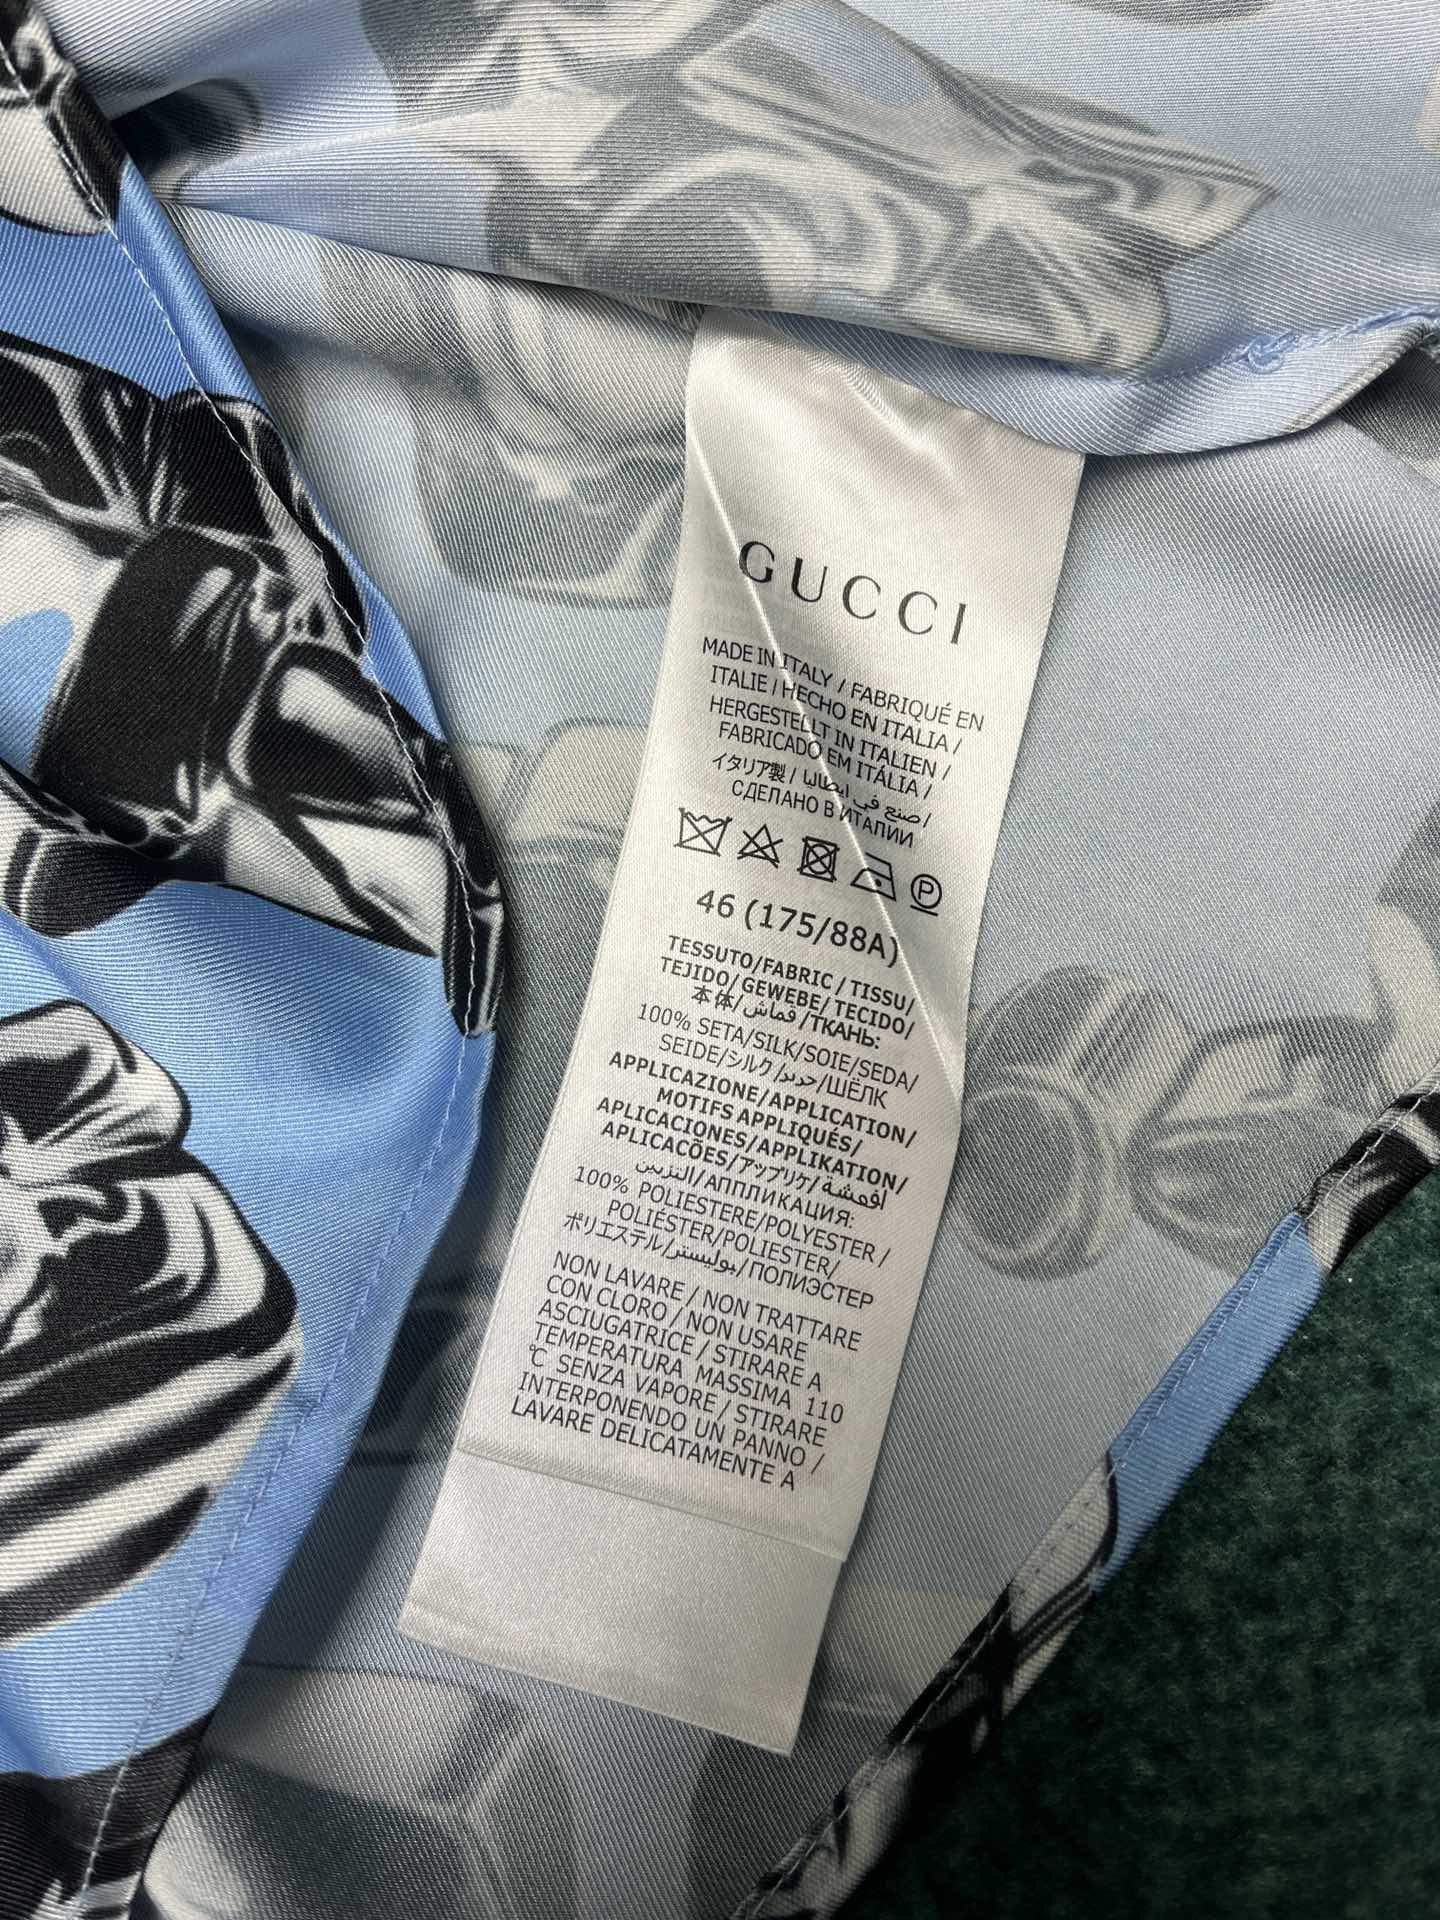 GUCCI
MADE IN ITALY / FABRIQUÉ EN
ITALIE / HECHO EN ITALIA /
HERGESTELLT IN ITALIEN /
FABRICADO EM ITÁLIA /
イタリア製 / صنع في ايطاليا /
СДЕЛАНО В ИТАЛИИ
P
46 (175/88A)
TESSUTO/FABRIC / TISSU/
TEJIDO/ GEWEBE/ TECIDO/
本体/قماش/ТКАНЬ:
100% SETA/SILK/SOIE/SEDA/
SEIDE/シルク/حديد/ШЁЛК
APPLICAZIONE/APPLICATION/
MOTIFS APPLIQUÉS/
APLICACIONES/APPLIKATION/
APLICACÕES/アップリケ/أقمشة
التزيين/АППЛИКАЦИЯ:
100% POLIESTERE/POLYESTER /
POLIÉSTER/POLIESTER/
ポリエステル/بوليستر/ПОЛИЭСТЕР
NON LAVARE / NON TRATTARE
CON CLORO / NON USARE
ASCIUGATRICE / STIRARE A
TEMPERATURA MASSIMA 110
°C SENZA VAPORE / STIRARE
INTERPONENDO UN PANNO /
LAVARE DELICATAMENTE A